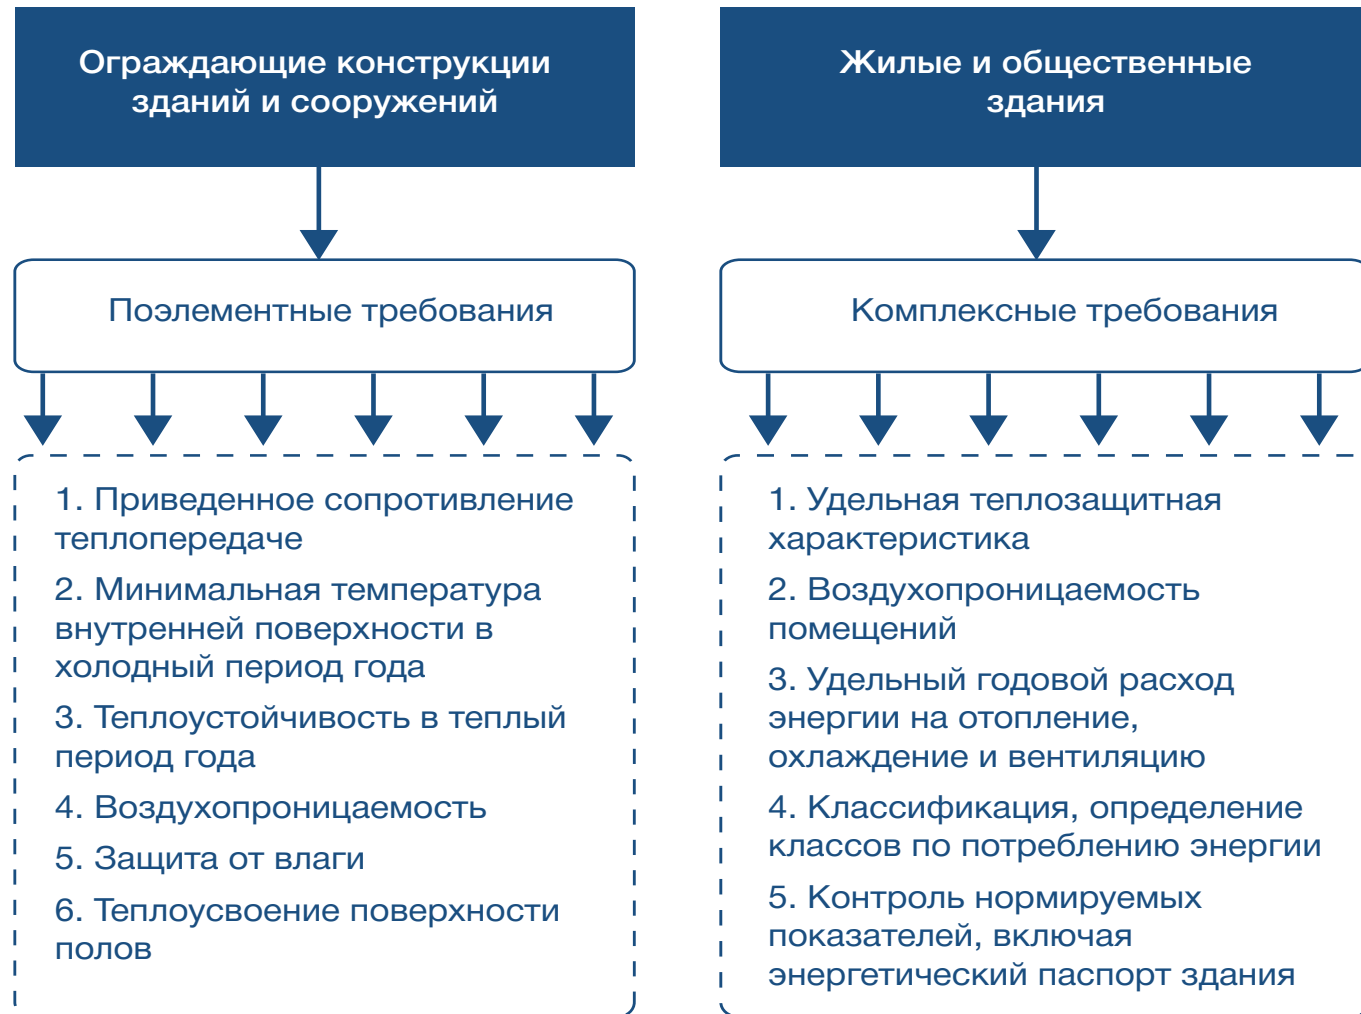 Ограждающие конструкции
зданий и сооружений
Поэлементные требования
1. Приведенное сопротивление
теплопередаче
2. Минимальная температура
внутренней поверхности в
холодный период года
3. Теплоустойчивость в теплый
период года
4. Воздухопроницаемость
5. Защита от влаги
6. Теплоусвоение поверхности
полов
Жилые и общественные
здания
Комплексные требования
1. Удельная теплозащитная
характеристика
2. Воздухопроницаемость
помещений
3. Удельный годовой расход
энергии на отопление,
охлаждение и вентиляцию
4. Классификация, определение
классов по потреблению энергии
5. Контроль нормируемых
показателей, включая
энергетический паспорт здания